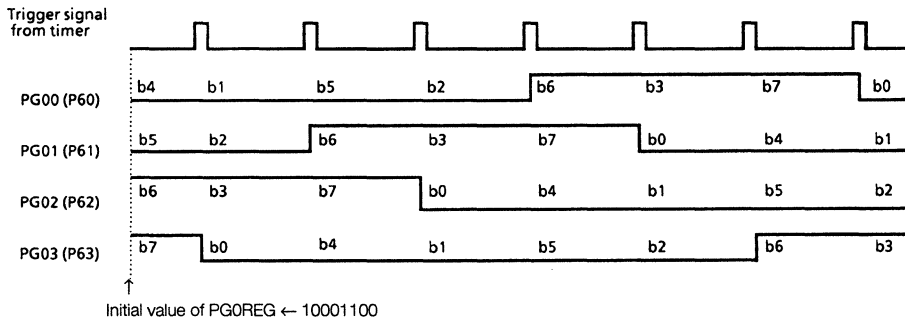 Trigger signal
from timer
PG00 (P60) b4 b1 b5 b2 b6 b3 b7 b0
PG01 (P61) b5 b2 b6 b3 b7 b0 b4 b1
PG02 (P62) b6 b3 b7 b0 b4 b1 b5 b2
PG03 (P63) b7 b0 b4 b1 b5 b2 b6 b3
↑
Initial value of PG0REG ← 10001100